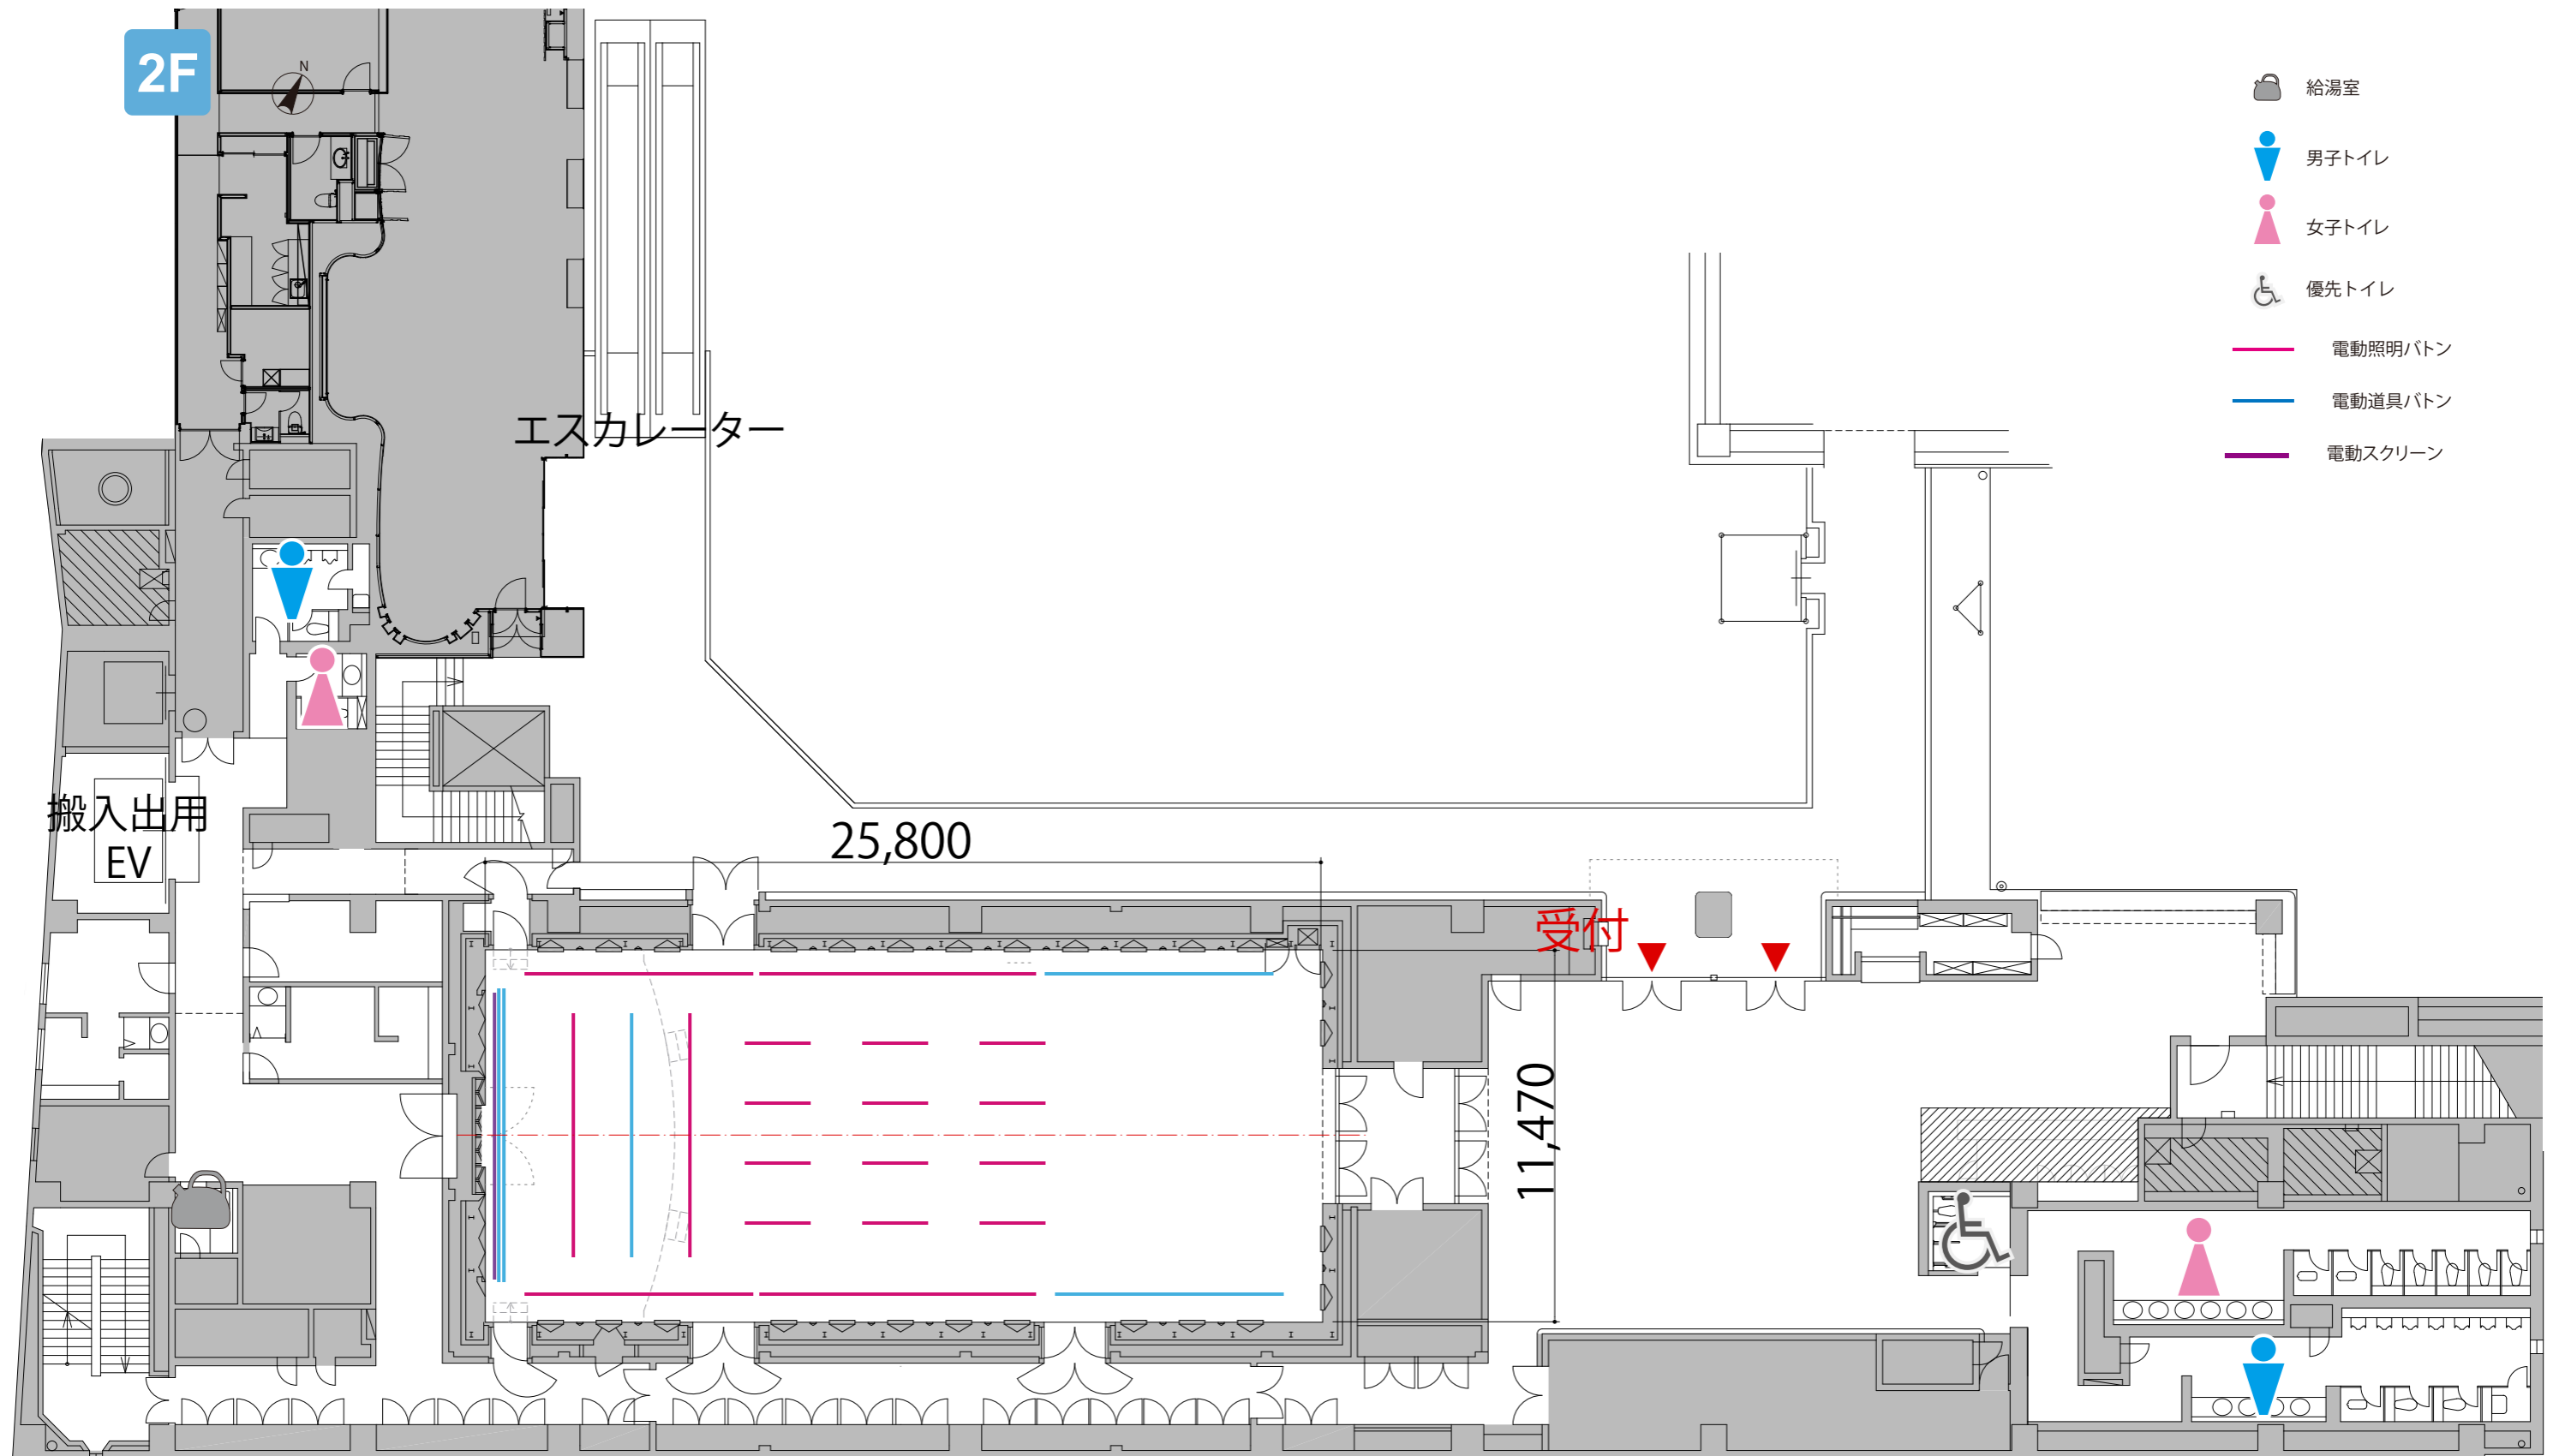 2F
N
給湯室
男子トイレ
女子トイレ
優先トイレ
電動照明バトン
電動道具バトン
電動スクリーン
エスカレーター
搬入出用
EV
25,800
受付
11,470